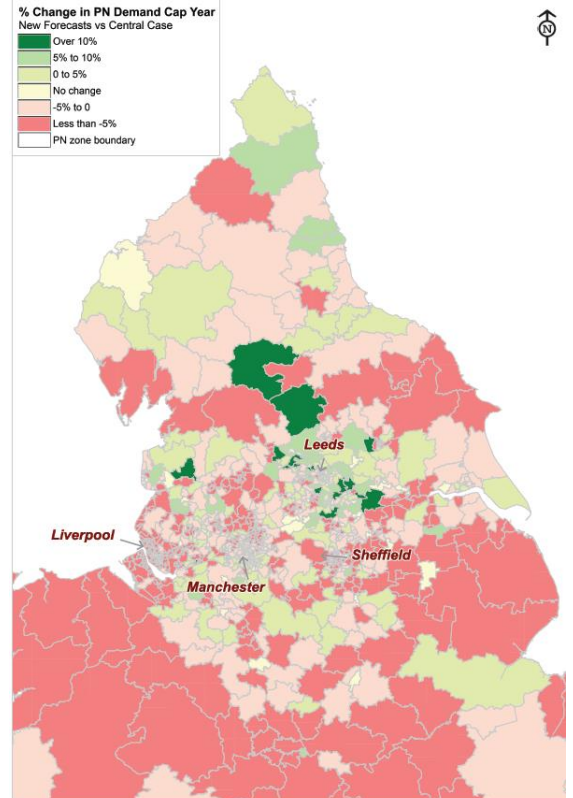 % Change in PN Demand Cap Year
New Forecasts vs Central Case
Over 10%
5% to 10%
0 to 5%
No change
-5% to 0
Less than -5%
PN zone boundary
N
Leeds
Liverpool
Sheffield
Manchester